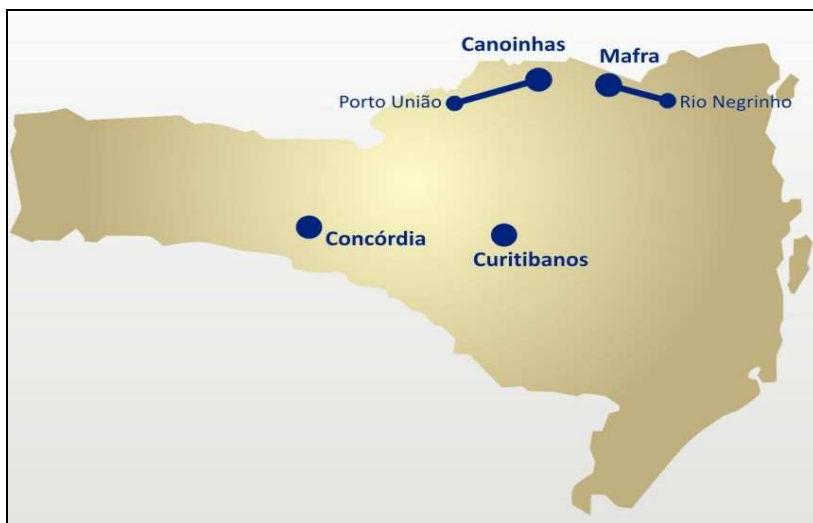 Canoinhas
Mafra
Porto União
Rio Negrinho
Concórdia
Curitibanos